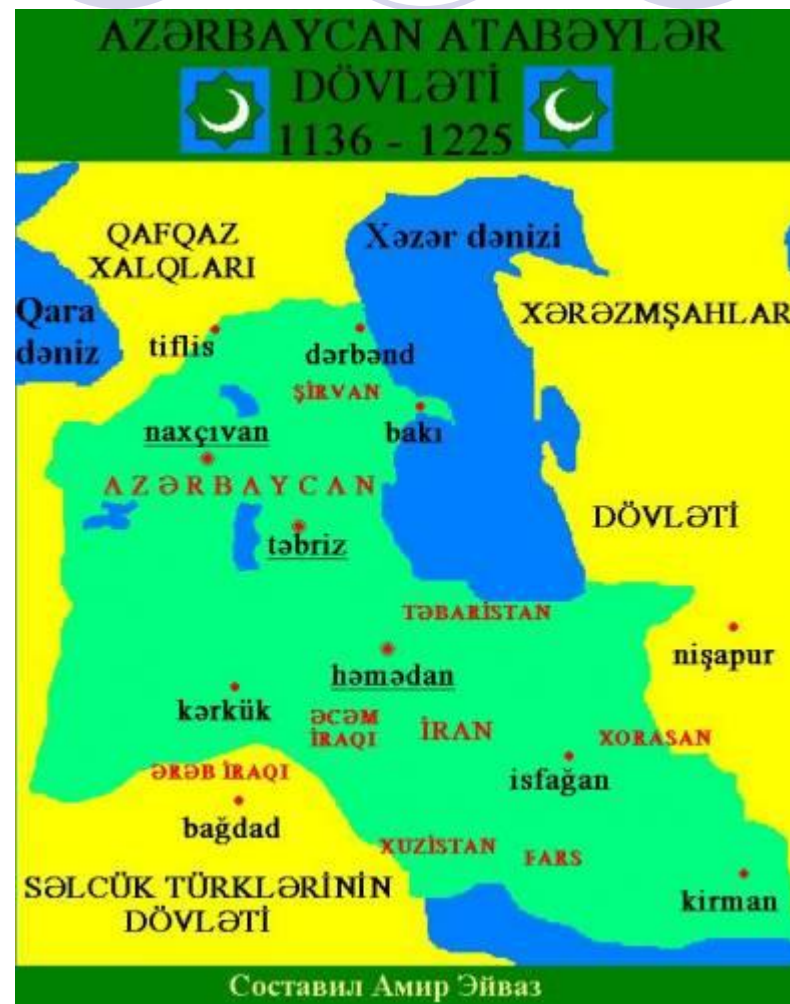 AZƏRBAYCAN ATABƏYLƏR
DÖVLƏTİ
1136 - 1225
QAFQAZ
XALQLARI
Xəzər dənizi
Qara
dəniz
XƏRƏZMŞAHLAR
tiflis
dərbənd
ŞİRVAN
naxçıvan
bakı
AZƏRBAYCAN
DÖVLƏTİ
təbriz
TƏBARİSTAN
nişapur
həmədan
kərkük
ƏCƏM
İRAQI
İRAN
XORASAN
ƏRƏB İRAQI
isfağan
bağdad
XUZİSTAN
FARS
SƏLCÜK TÜRKLƏRİNİN
DÖVLƏTİ
kirman
Составил Амир Эйваз